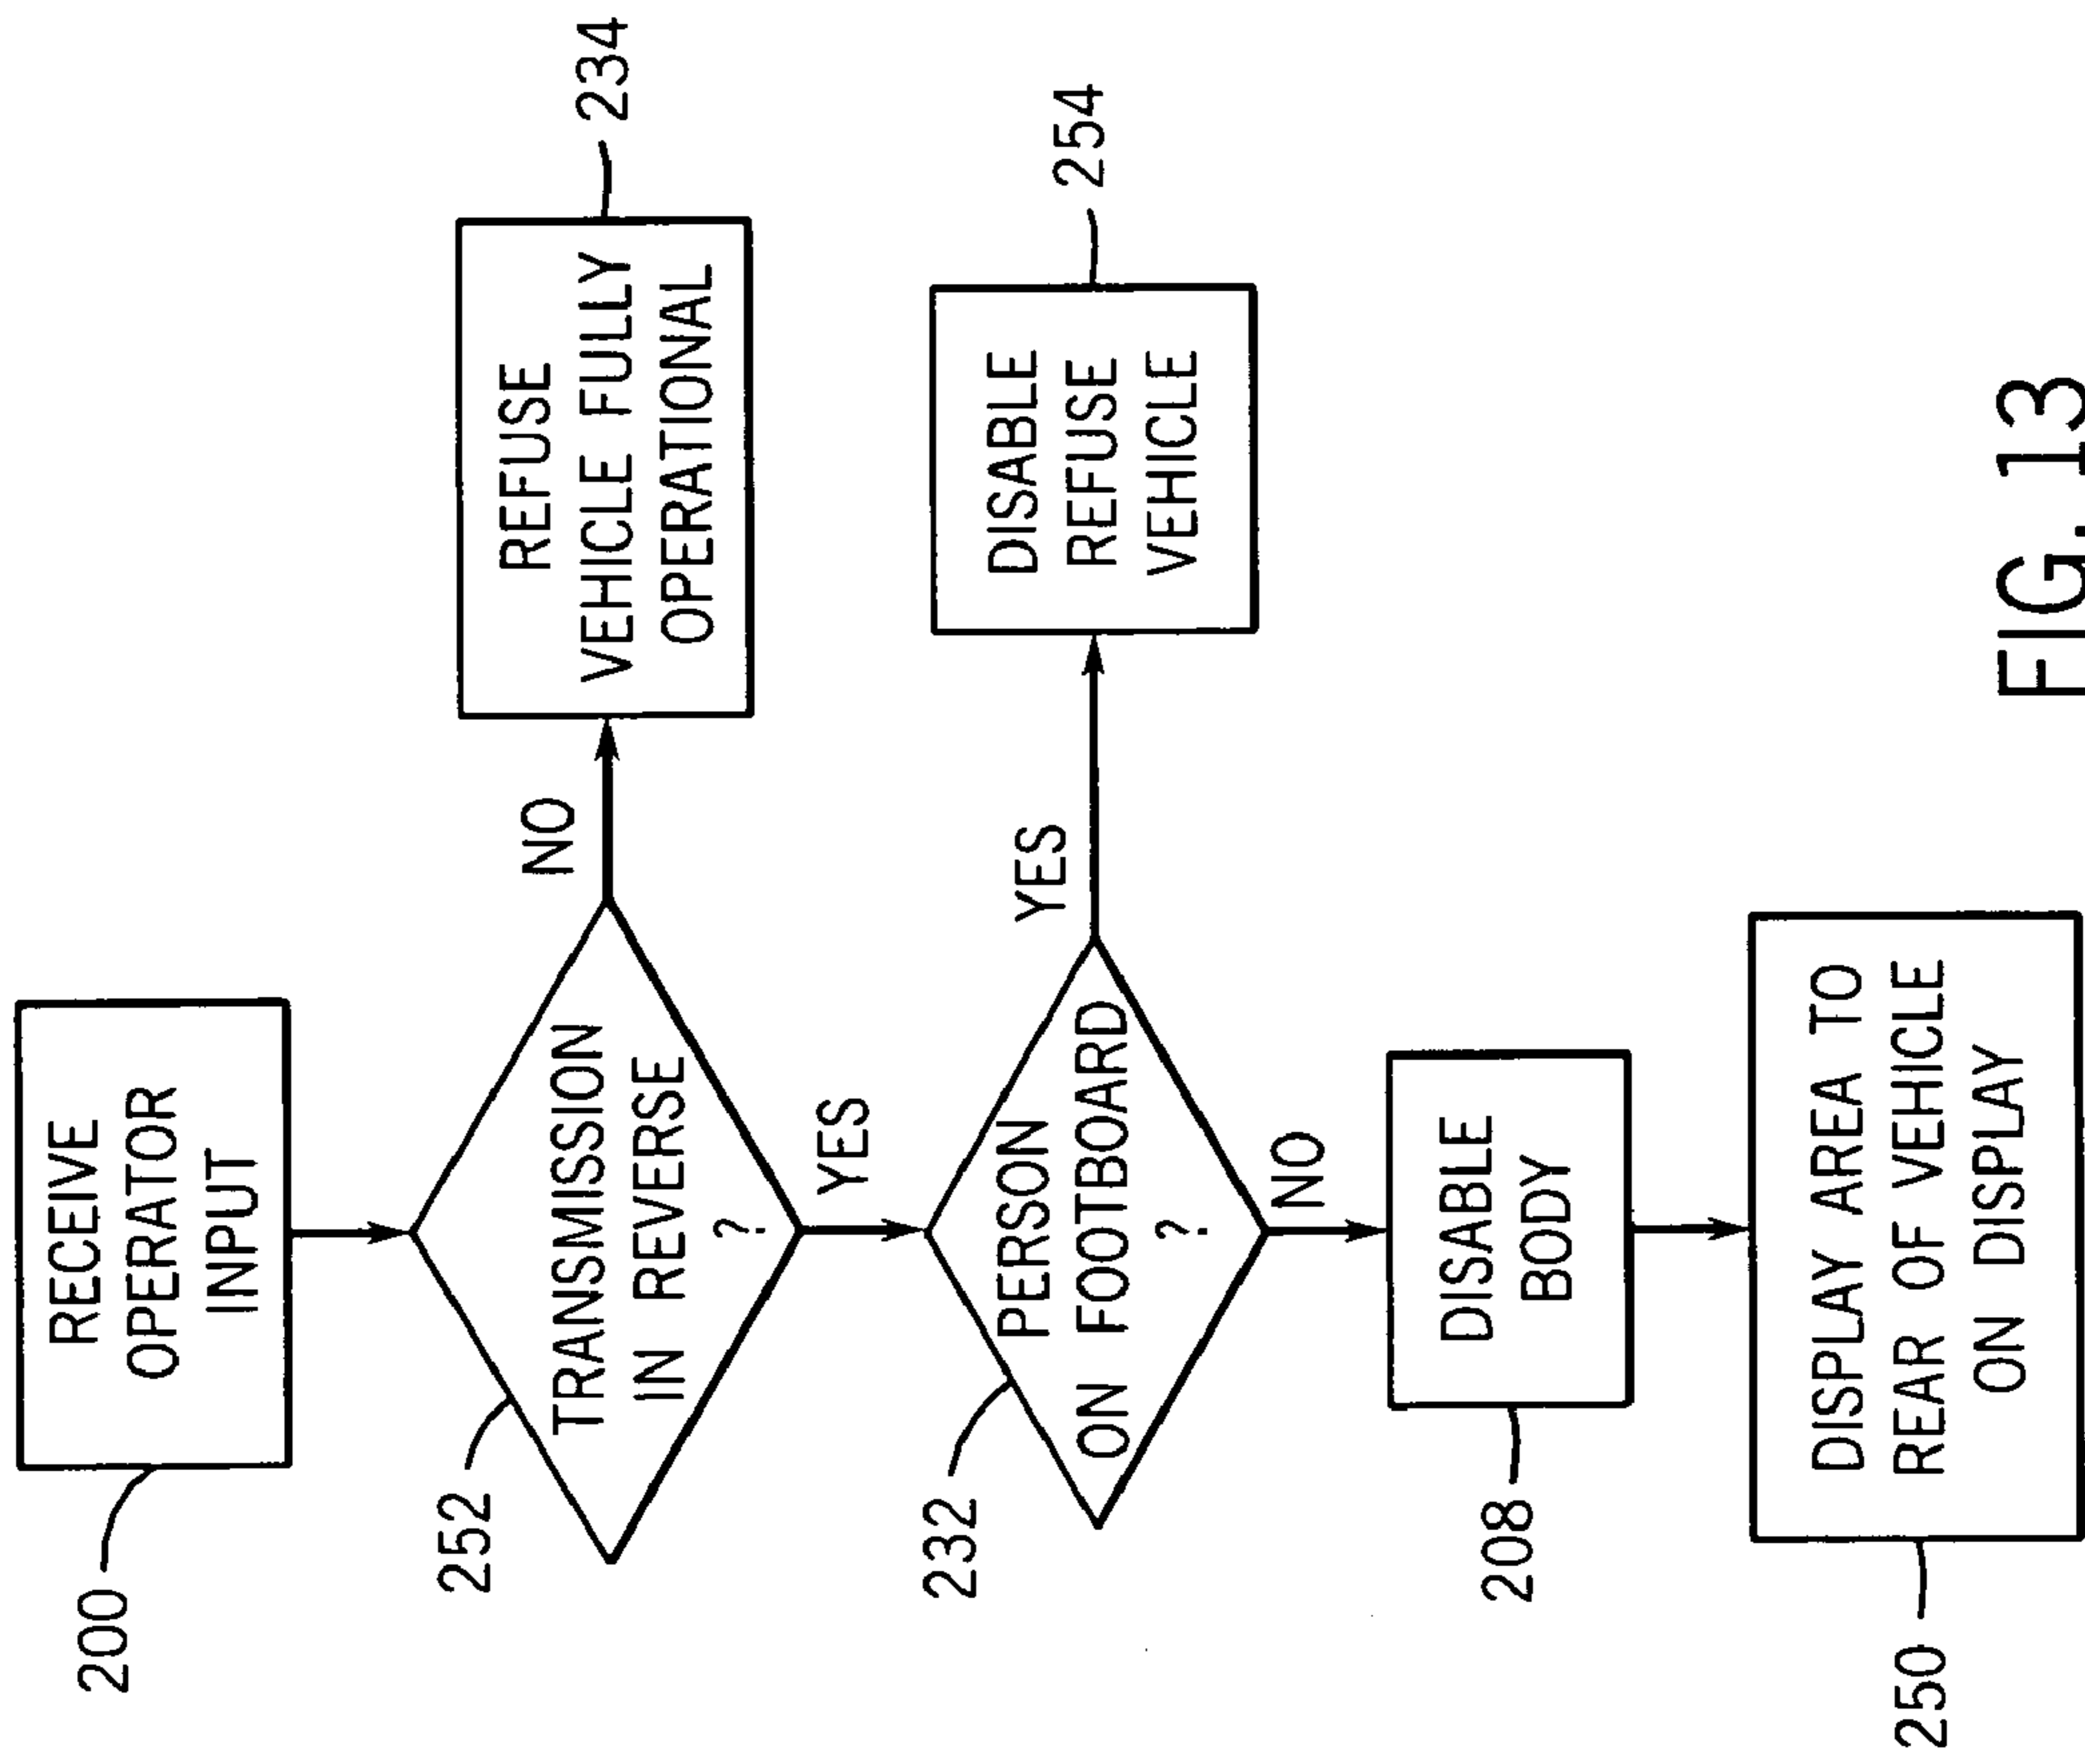 200
RECEIVE
OPERATOR
INPUT
252
TRANSMISSION
IN REVERSE
?
NO
REFUSE
VEHICLE FULLY
OPERATIONAL
234
YES
232
PERSON
ON FOOTBOARD
?
YES
DISABLE
REFUSE
VEHICLE
254
NO
208
DISABLE
BODY
250
DISPLAY AREA TO
REAR OF VEHICLE
ON DISPLAY
FIG. 13